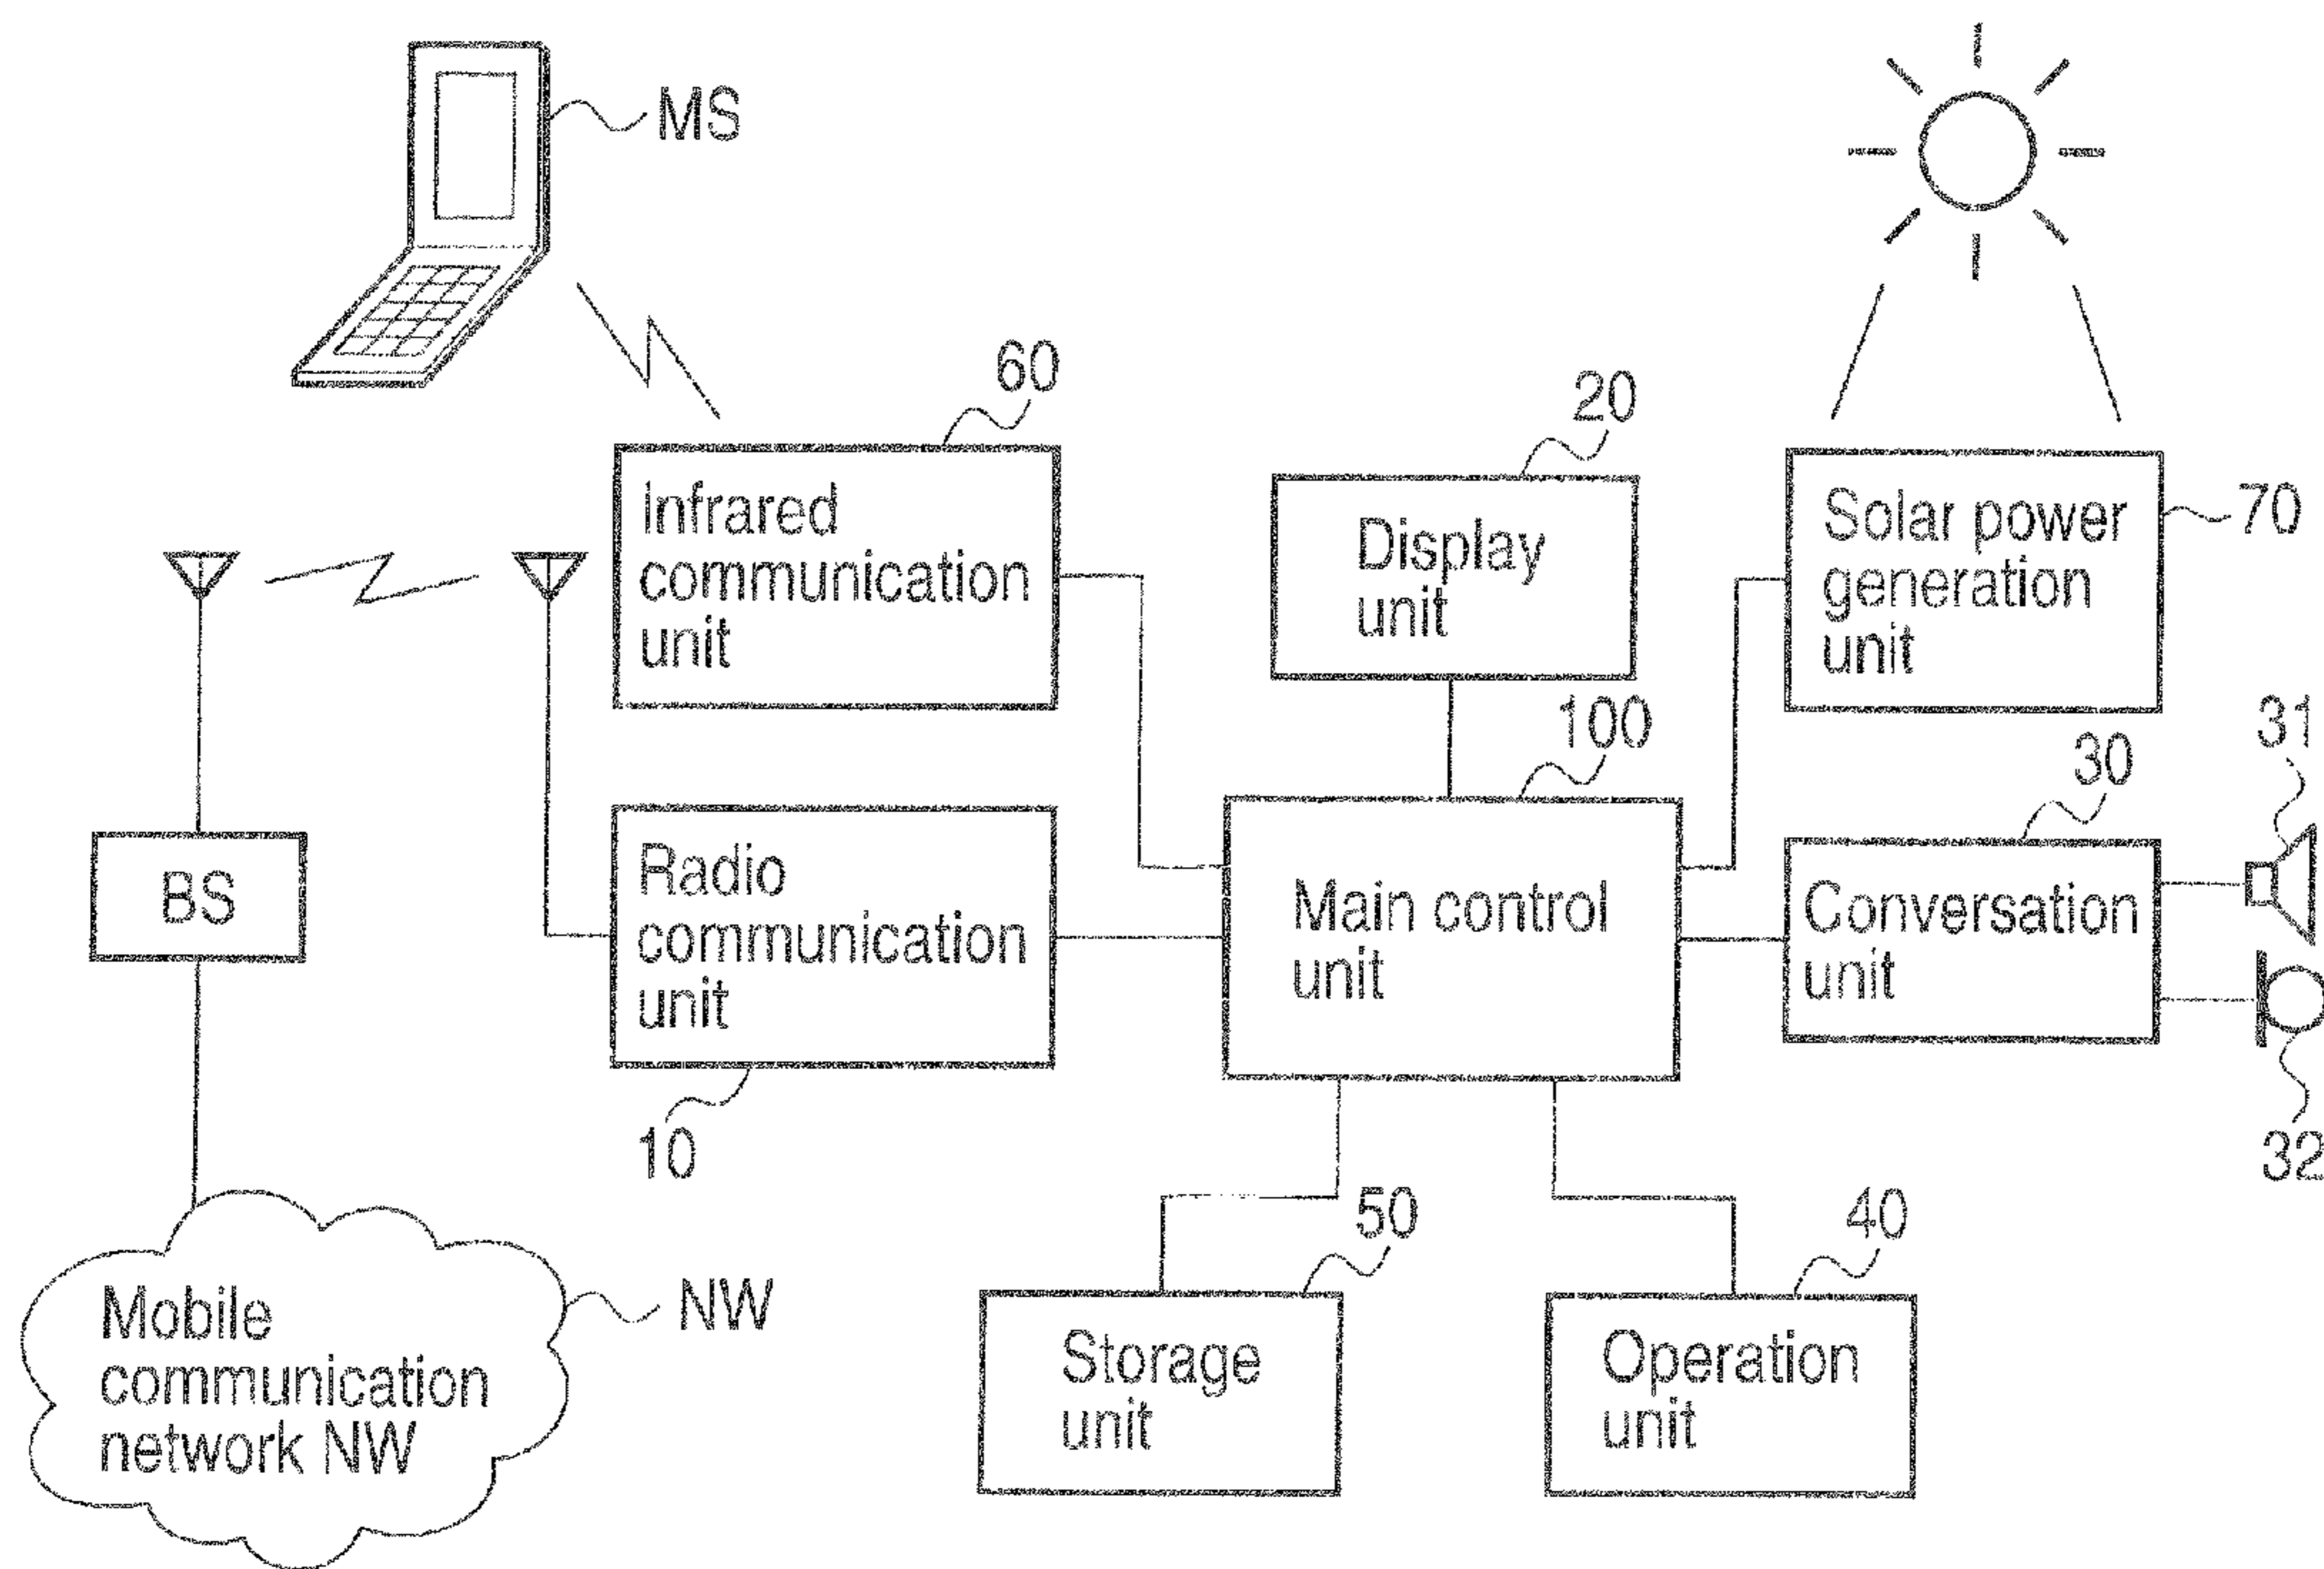 MS
60
20
Infrared
communication
unit
Display
unit
Solar power
generation
unit
70
100
31
30
BS
Radio
communication
unit
Main control
unit
Conversation
unit
10
32
50
40
Mobile
communication
network NW
NW
Storage
unit
Operation
unit